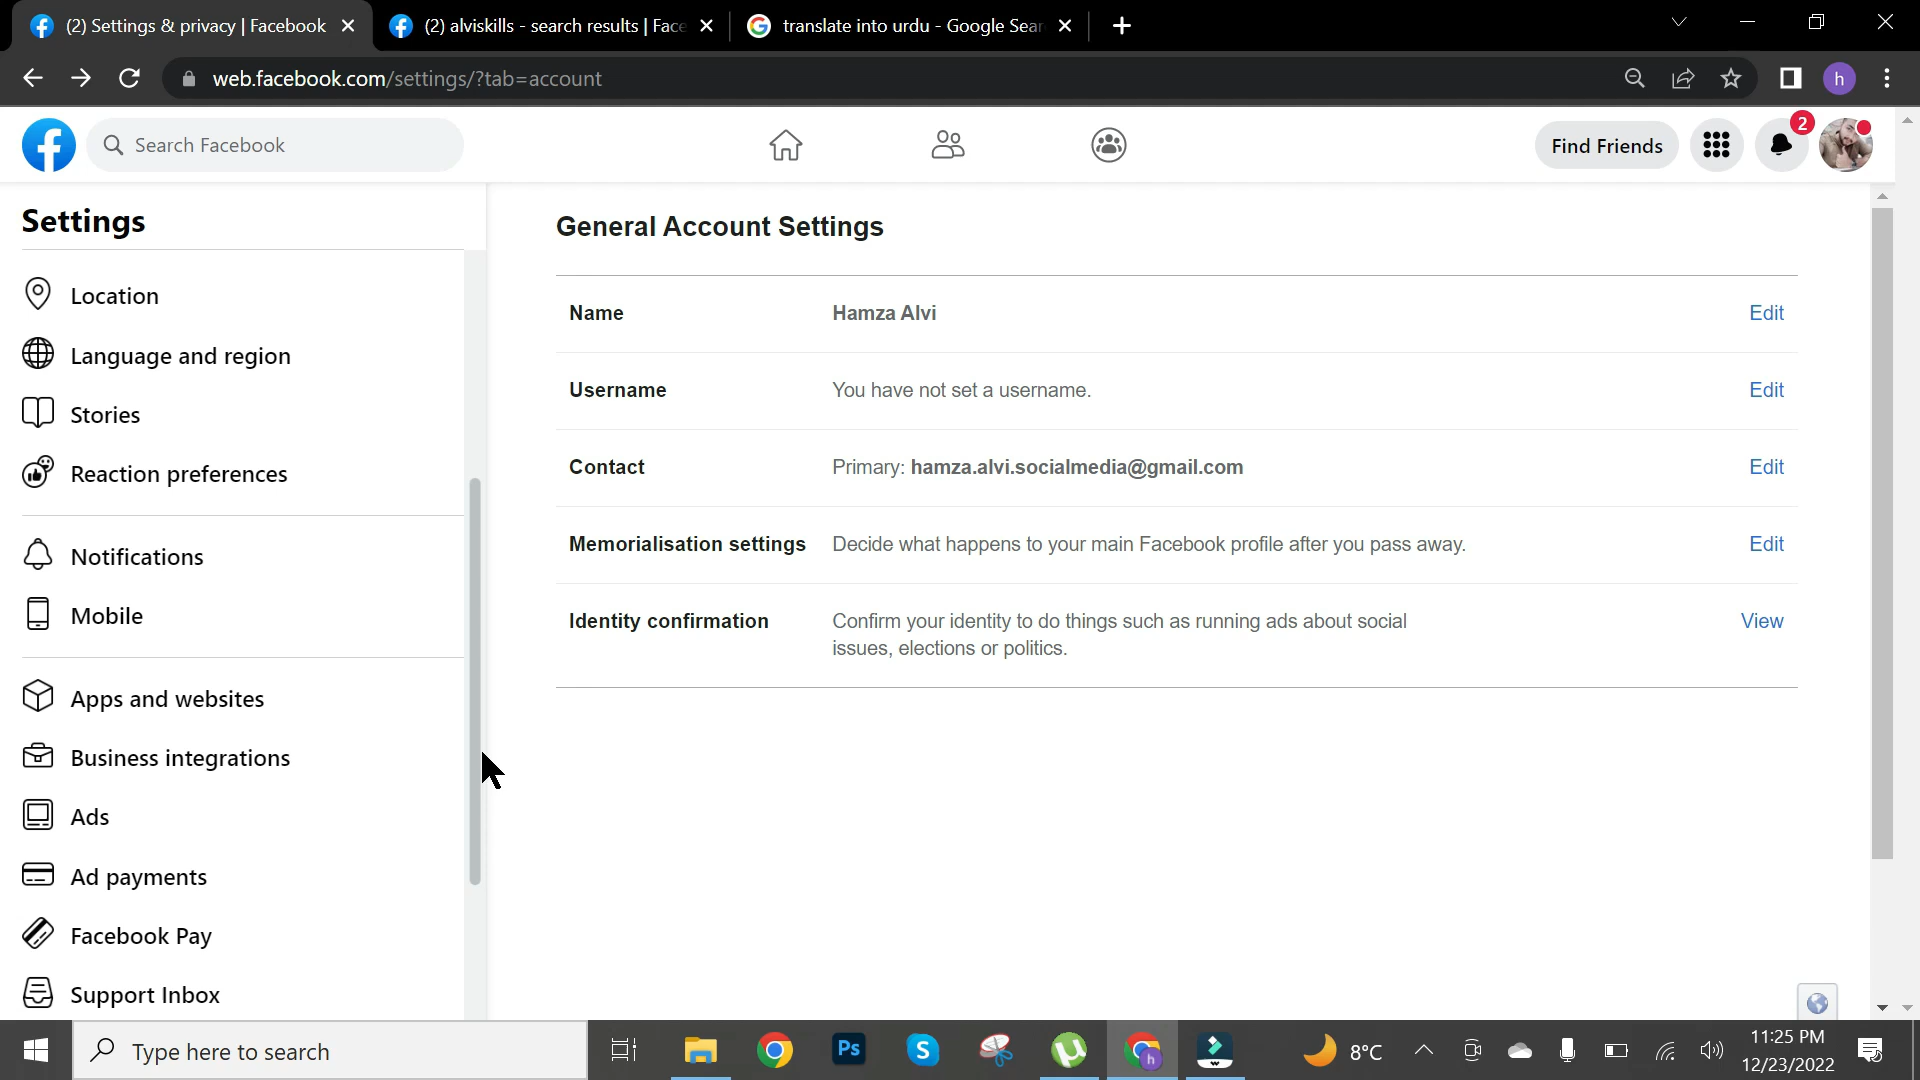 (2) Settings & privacy | Facebook
(2) alviskills - search results | Face
translate into urdu - Google Sear
web.facebook.com/settings/?tab=account
h
Search Facebook
Find Friends
2
Settings
Location
Language and region
Stories
Reaction preferences
Notifications
Mobile
Apps and websites
Business integrations
Ads
Ad payments
Facebook Pay
Support Inbox
General Account Settings
Name Hamza Alvi Edit
Username You have not set a username. Edit
Contact Primary: hamza.alvi.socialmedia@gmail.com Edit
Memorialisation settings Decide what happens to your main Facebook profile after you pass away. Edit
Identity confirmation Confirm your identity to do things such as running ads about social View
issues, elections or politics.
Type here to search
Ps
S
h
8°C
11:25 PM
12/23/2022